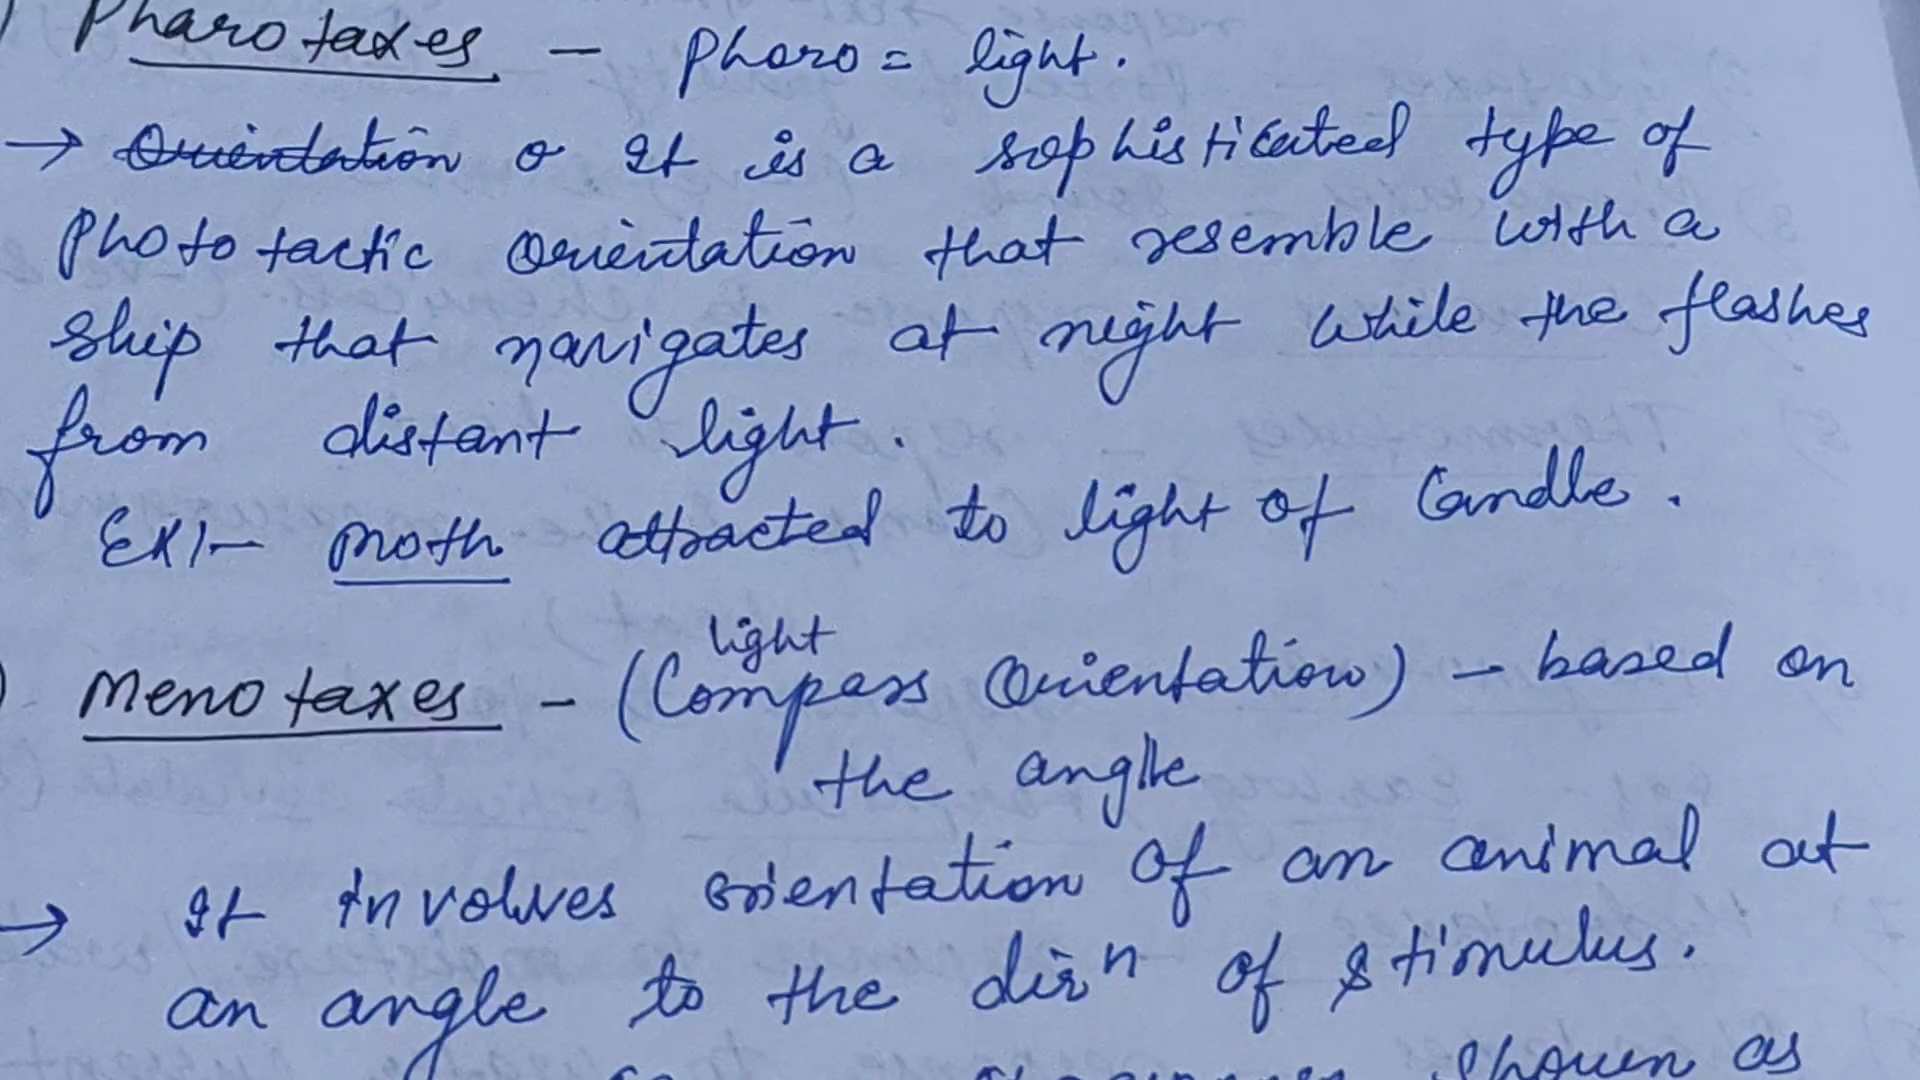 ) Pharotaxes - Pharo = light.
→ Orientation o It is a sophisticated type of
Phototactic Orientation that resemble with a
Ship that navigates at night while the flashes
from distant light.
Ex:- Moth attracted to light of Candle.
light
) Menotaxes - (Compass Orientation) - based on
the angle
→ It involves orientation of an animal at
an angle to the dirⁿ of stimulus.
shown as